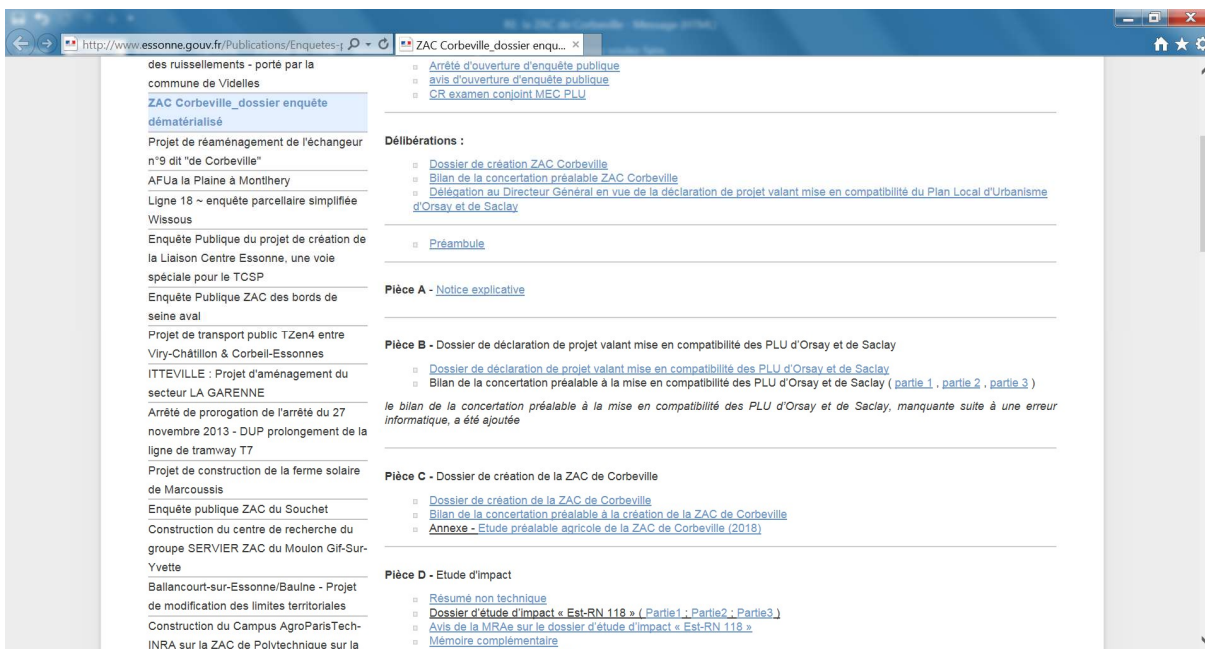 RE: la ZAC de Corbeville - Message (HTML)
http://www.essonne.gouv.fr/Publications/Enquetes-p
ZAC Corbeville_dossier enqu... ×
des ruissellements - porté par la
commune de Videlles
ZAC Corbeville_dossier enquête
dématérialisé
Projet de réaménagement de l'échangeur
n°9 dit "de Corbeville"
AFUa la Plaine à Montlhery
Ligne 18 ~ enquête parcellaire simplifiée
Wissous
Enquête Publique du projet de création de
la Liaison Centre Essonne, une voie
spéciale pour le TCSP
Enquête Publique ZAC des bords de
seine aval
Projet de transport public TZen4 entre
Viry-Châtillon & Corbeil-Essonnes
ITTEVILLE : Projet d'aménagement du
secteur LA GARENNE
Arrêté de prorogation de l'arrêté du 27
novembre 2013 - DUP prolongement de la
ligne de tramway T7
Projet de construction de la ferme solaire
de Marcoussis
Enquête publique ZAC du Souchet
Construction du centre de recherche du
groupe SERVIER ZAC du Moulon Gif-Sur-
Yvette
Ballancourt-sur-Essonne/Baulne - Projet
de modification des limites territoriales
Construction du Campus AgroParisTech-
INRA sur la ZAC de Polytechnique sur la
Arrêté d'ouverture d'enquête publique
avis d'ouverture d'enquête publique
CR examen conjoint MEC PLU
Délibérations :
Dossier de création ZAC Corbeville
Bilan de la concertation préalable ZAC Corbeville
Délégation au Directeur Général en vue de la déclaration de projet valant mise en compatibilité du Plan Local d'Urbanisme
d'Orsay et de Saclay
Préambule
Pièce A - Notice explicative
Pièce B - Dossier de déclaration de projet valant mise en compatibilité des PLU d'Orsay et de Saclay
Dossier de déclaration de projet valant mise en compatibilité des PLU d'Orsay et de Saclay
Bilan de la concertation préalable à la mise en compatibilité des PLU d'Orsay et de Saclay ( partie 1 , partie 2 , partie 3 )
le bilan de la concertation préalable à la mise en compatibilité des PLU d'Orsay et de Saclay, manquante suite à une erreur
informatique, a été ajoutée
Pièce C - Dossier de création de la ZAC de Corbeville
Dossier de création de la ZAC de Corbeville
Bilan de la concertation préalable à la création de la ZAC de Corbeville
Annexe - Etude préalable agricole de la ZAC de Corbeville (2018)
Pièce D - Etude d'impact
Résumé non technique
Dossier d'étude d'impact « Est-RN 118 » ( Partie1 ; Partie2 ; Partie3 )
Avis de la MRAe sur le dossier d'étude d'impact « Est-RN 118 »
Mémoire complémentaire